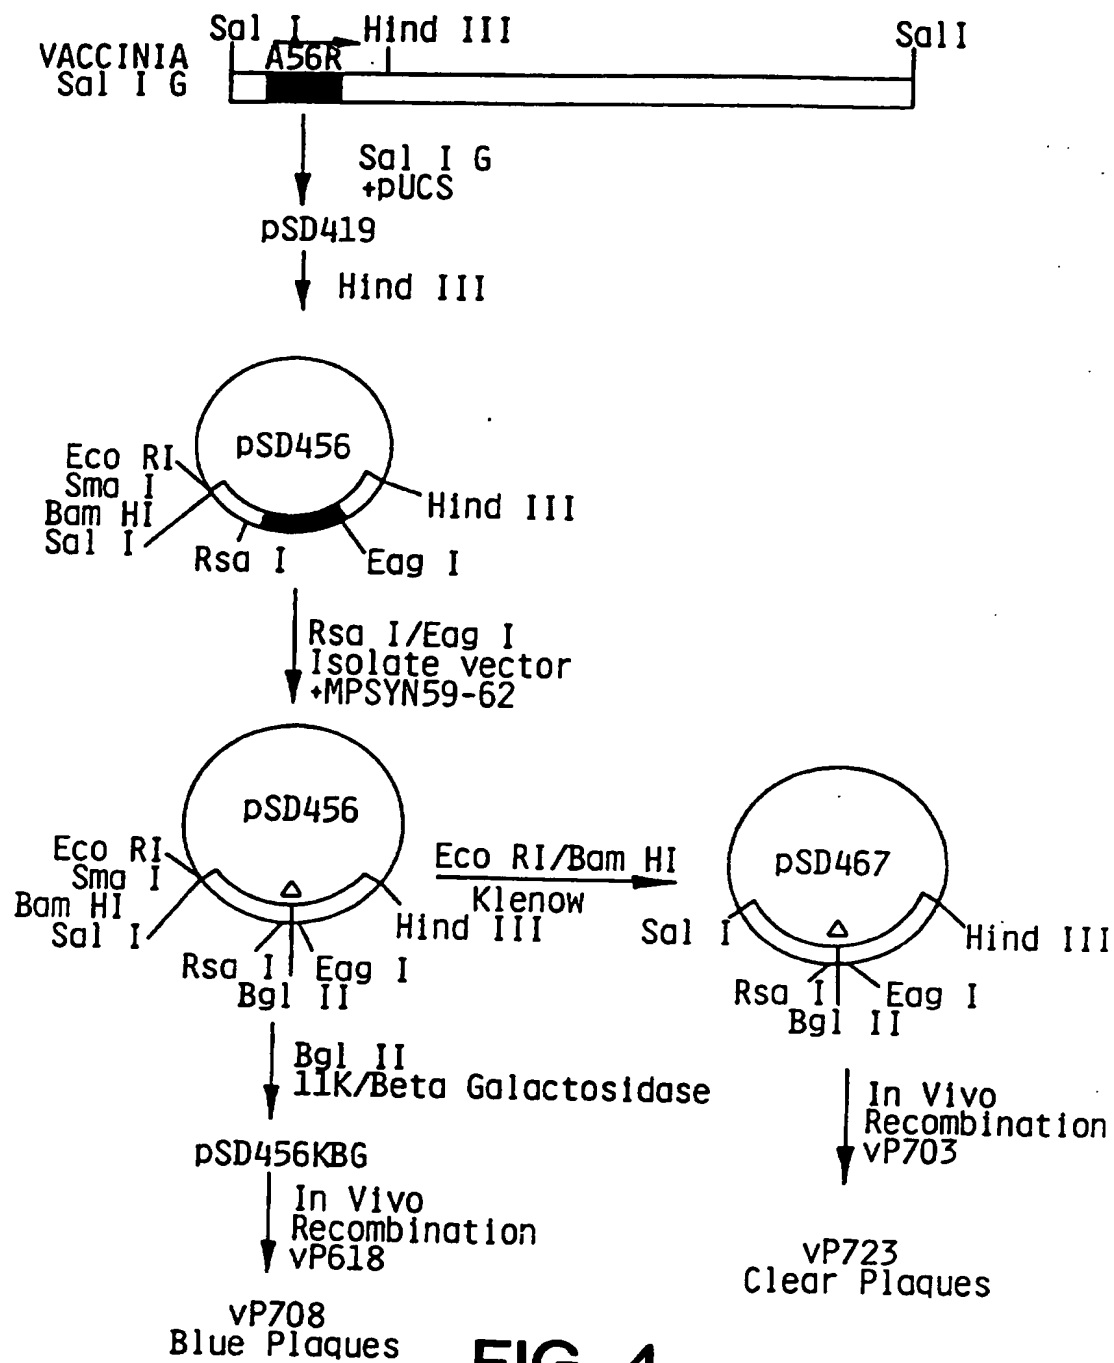 Sal I Hind III SalI
VACCINIA A56R
Sal I G
Sal I G
+pUCS
pSD419
Hind III
pSD456
Eco RI
Sma I
Bam HI
Sal I
Hind III
Rsa I
Eag I
Rsa I/Eag I
Isolate vector
+MPSYN59-62
pSD456
Eco RI
Sma I
Bam HI
Sal I
Δ
Hind III
Rsa I
Eag I
Bgl II
Eco RI/Bam HI
Klenow
pSD467
Sal I
Δ
Hind III
Rsa I
Eag I
Bgl II
Bgl II
11K/Beta Galactosidase
pSD456KBG
In Vivo
Recombination
vP618
vP708
Blue Plaques
In Vivo
Recombination
vP703
vP723
Clear Plaques
FIG. 4